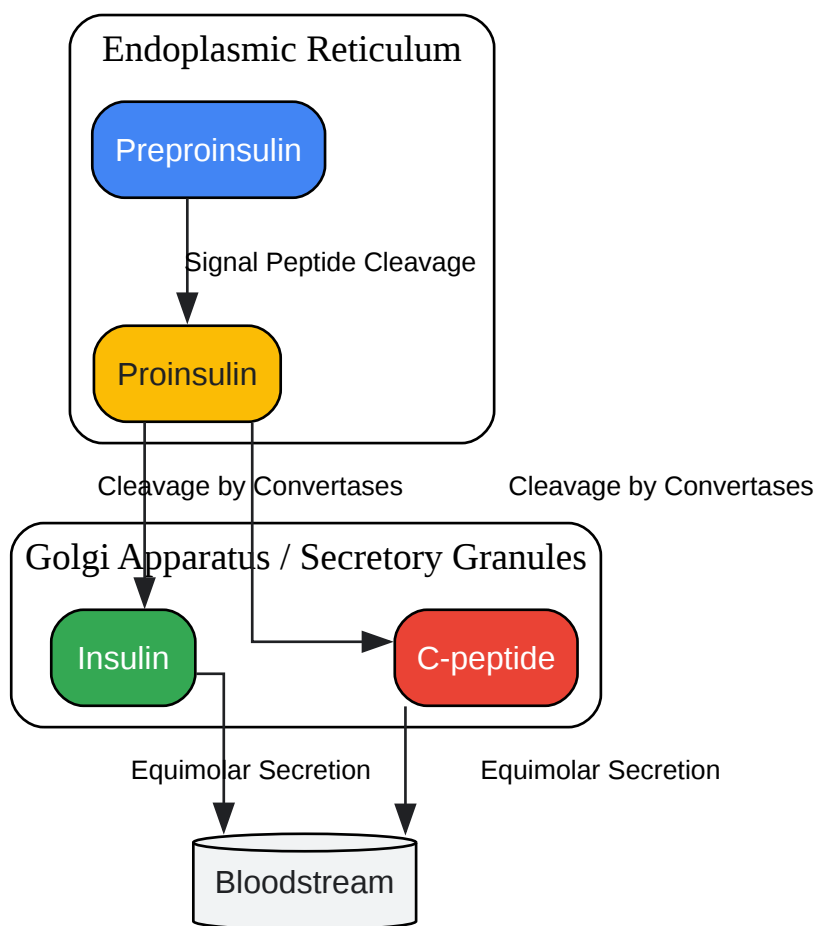 Endoplasmic Reticulum
Preproinsulin
Signal Peptide Cleavage
Proinsulin
Cleavage by Convertases
Cleavage by Convertases
Golgi Apparatus / Secretory Granules
Insulin
C-peptide
Equimolar Secretion
Equimolar Secretion
Bloodstream